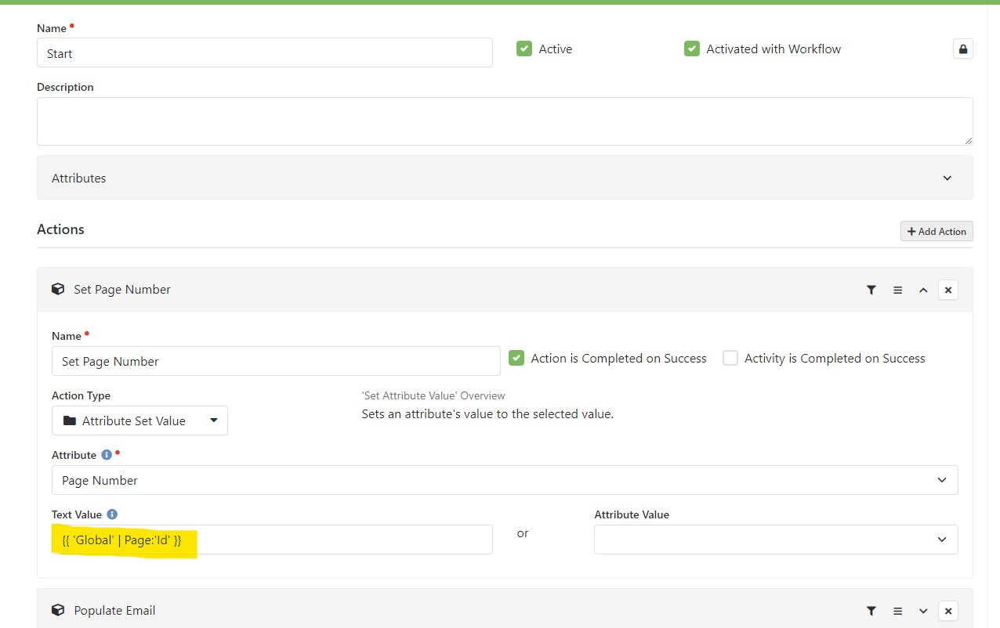 Name
Start
Active
Activated with Workflow
Description
Attributes
Actions
Add Action
Set Page Number
Name
Set Page Number
Action is Completed on Success
Activity is Completed on Success
Action Type
'Set Attribute Value' Overview
Attribute Set Value
Sets an attribute's value to the selected value.
Attribute
Page Number
Text Value
Attribute Value
{{ 'Global' | Page:'Id' }}
or
Populate Email